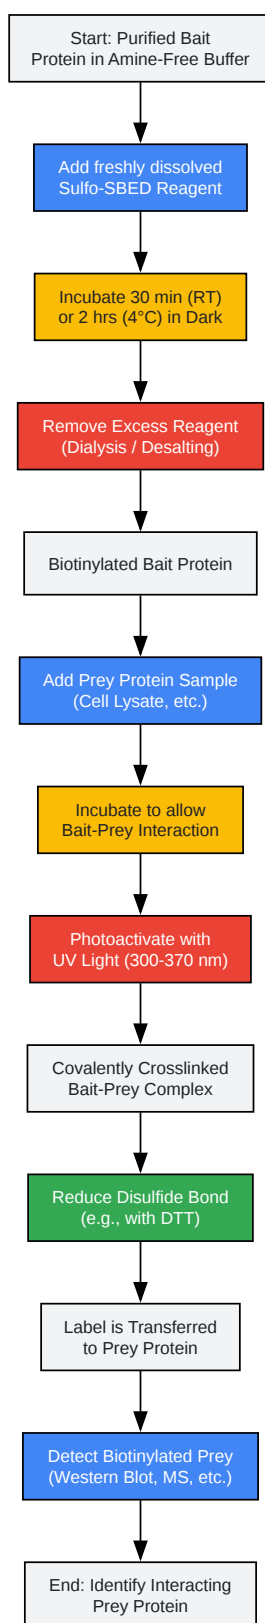 Start: Purified Bait
Protein in Amine-Free Buffer
Add freshly dissolved
Sulfo-SBED Reagent
Incubate 30 min (RT)
or 2 hrs (4°C) in Dark
Remove Excess Reagent
(Dialysis / Desalting)
Biotinylated Bait Protein
Add Prey Protein Sample
(Cell Lysate, etc.)
Incubate to allow
Bait-Prey Interaction
Photoactivate with
UV Light (300-370 nm)
Covalently Crosslinked
Bait-Prey Complex
Reduce Disulfide Bond
(e.g., with DTT)
Label is Transferred
to Prey Protein
Detect Biotinylated Prey
(Western Blot, MS, etc.)
End: Identify Interacting
Prey Protein